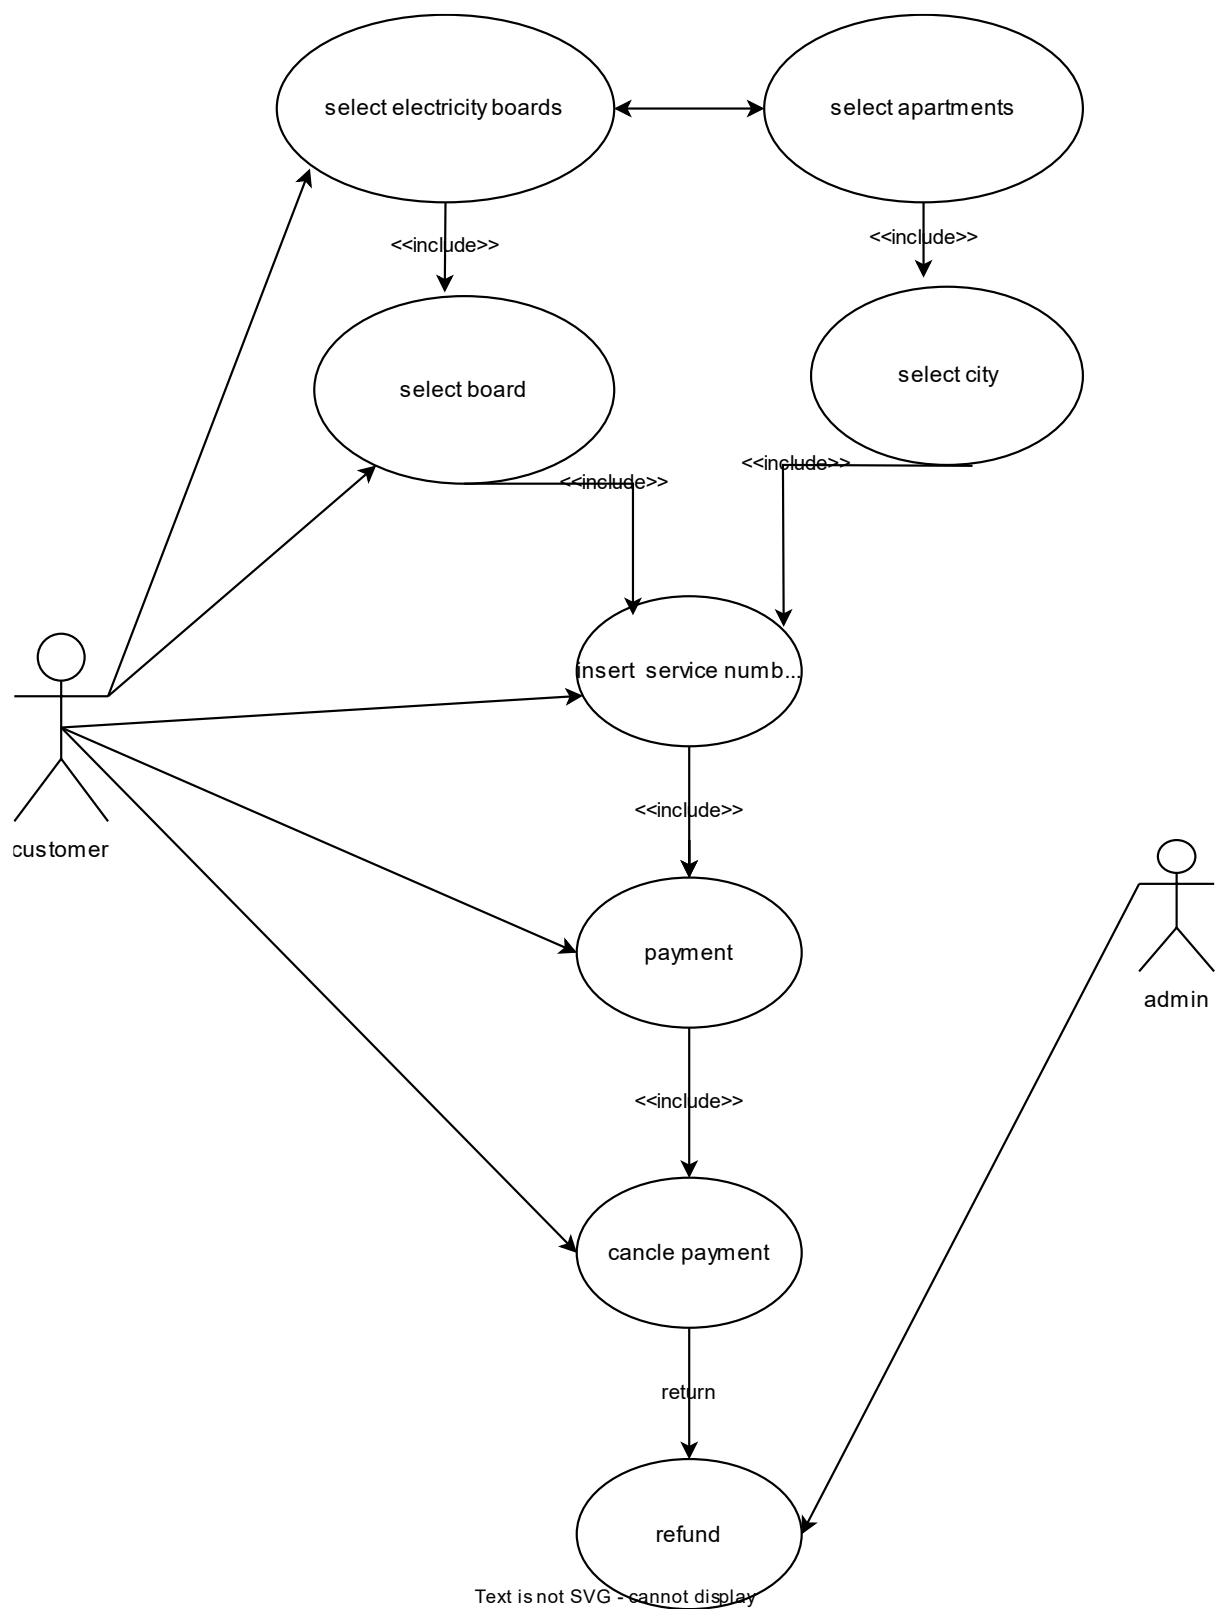 select electricity boards
select apartments
<<include>>
<<include>>
select board
select city
<<include>>
<<include>>
insert service numb...
customer
<<include>>
payment
admin
<<include>>
cancle payment
return
refund
Text is not SVG - cannot display